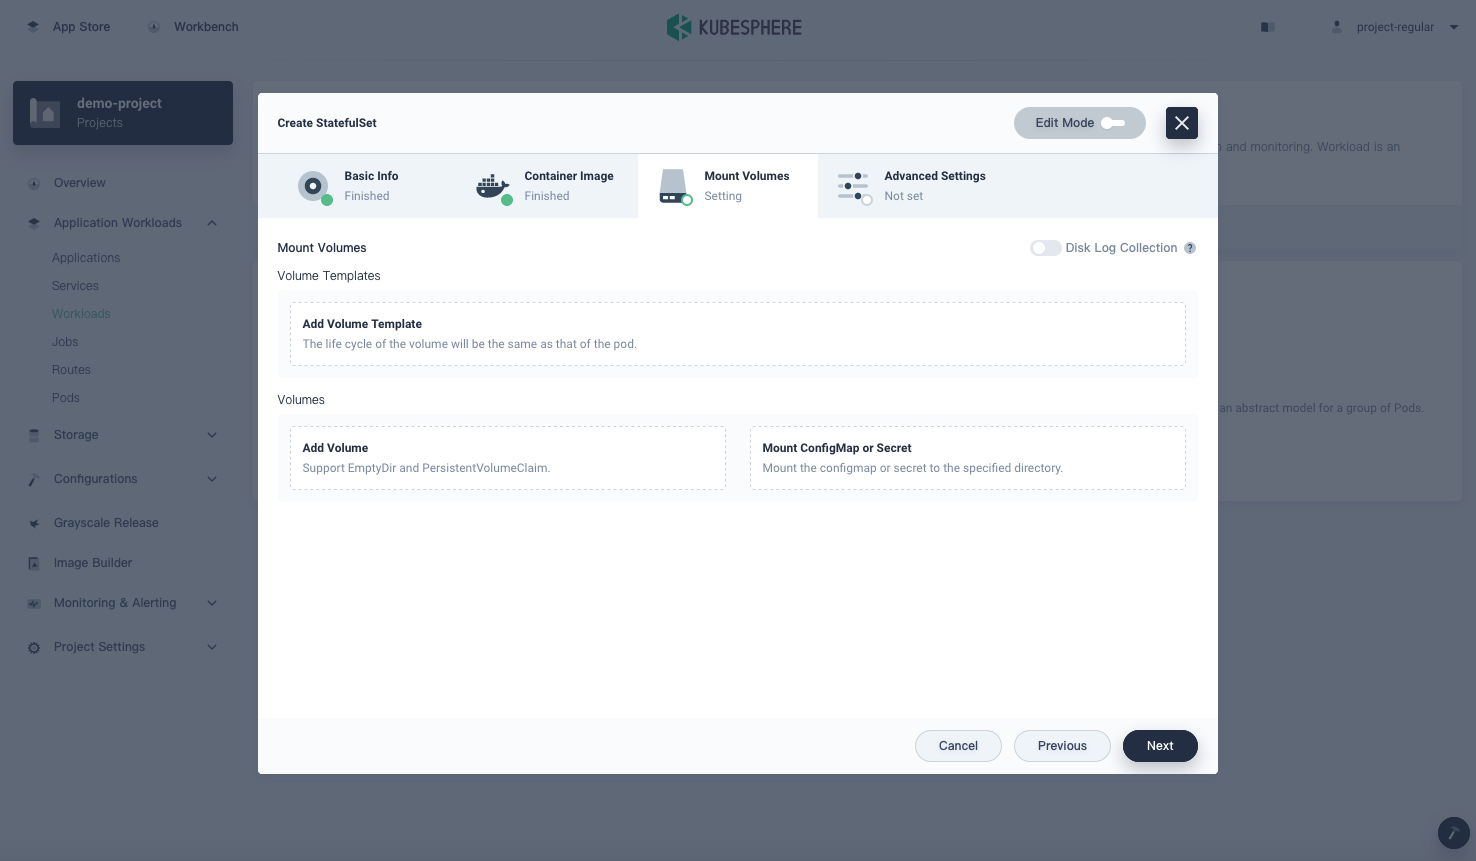 App Store
Workbench
KUBESPHERE
project-regular
demo-project
Projects
Overview
Application Workloads
Applications
Services
Workloads
Jobs
Routes
Pods
Storage
Configurations
Grayscale Release
Image Builder
Monitoring & Alerting
Project Settings
and monitoring. Workload is an
an abstract model for a group of Pods.
Create StatefulSet
Edit Mode
Basic Info
Finished
Container Image
Finished
Mount Volumes
Setting
Advanced Settings
Not set
Mount Volumes
Disk Log Collection ?
Volume Templates
Add Volume Template
The life cycle of the volume will be the same as that of the pod.
Volumes
Add Volume
Support EmptyDir and PersistentVolumeClaim.
Mount ConfigMap or Secret
Mount the configmap or secret to the specified directory.
Cancel
Previous
Next